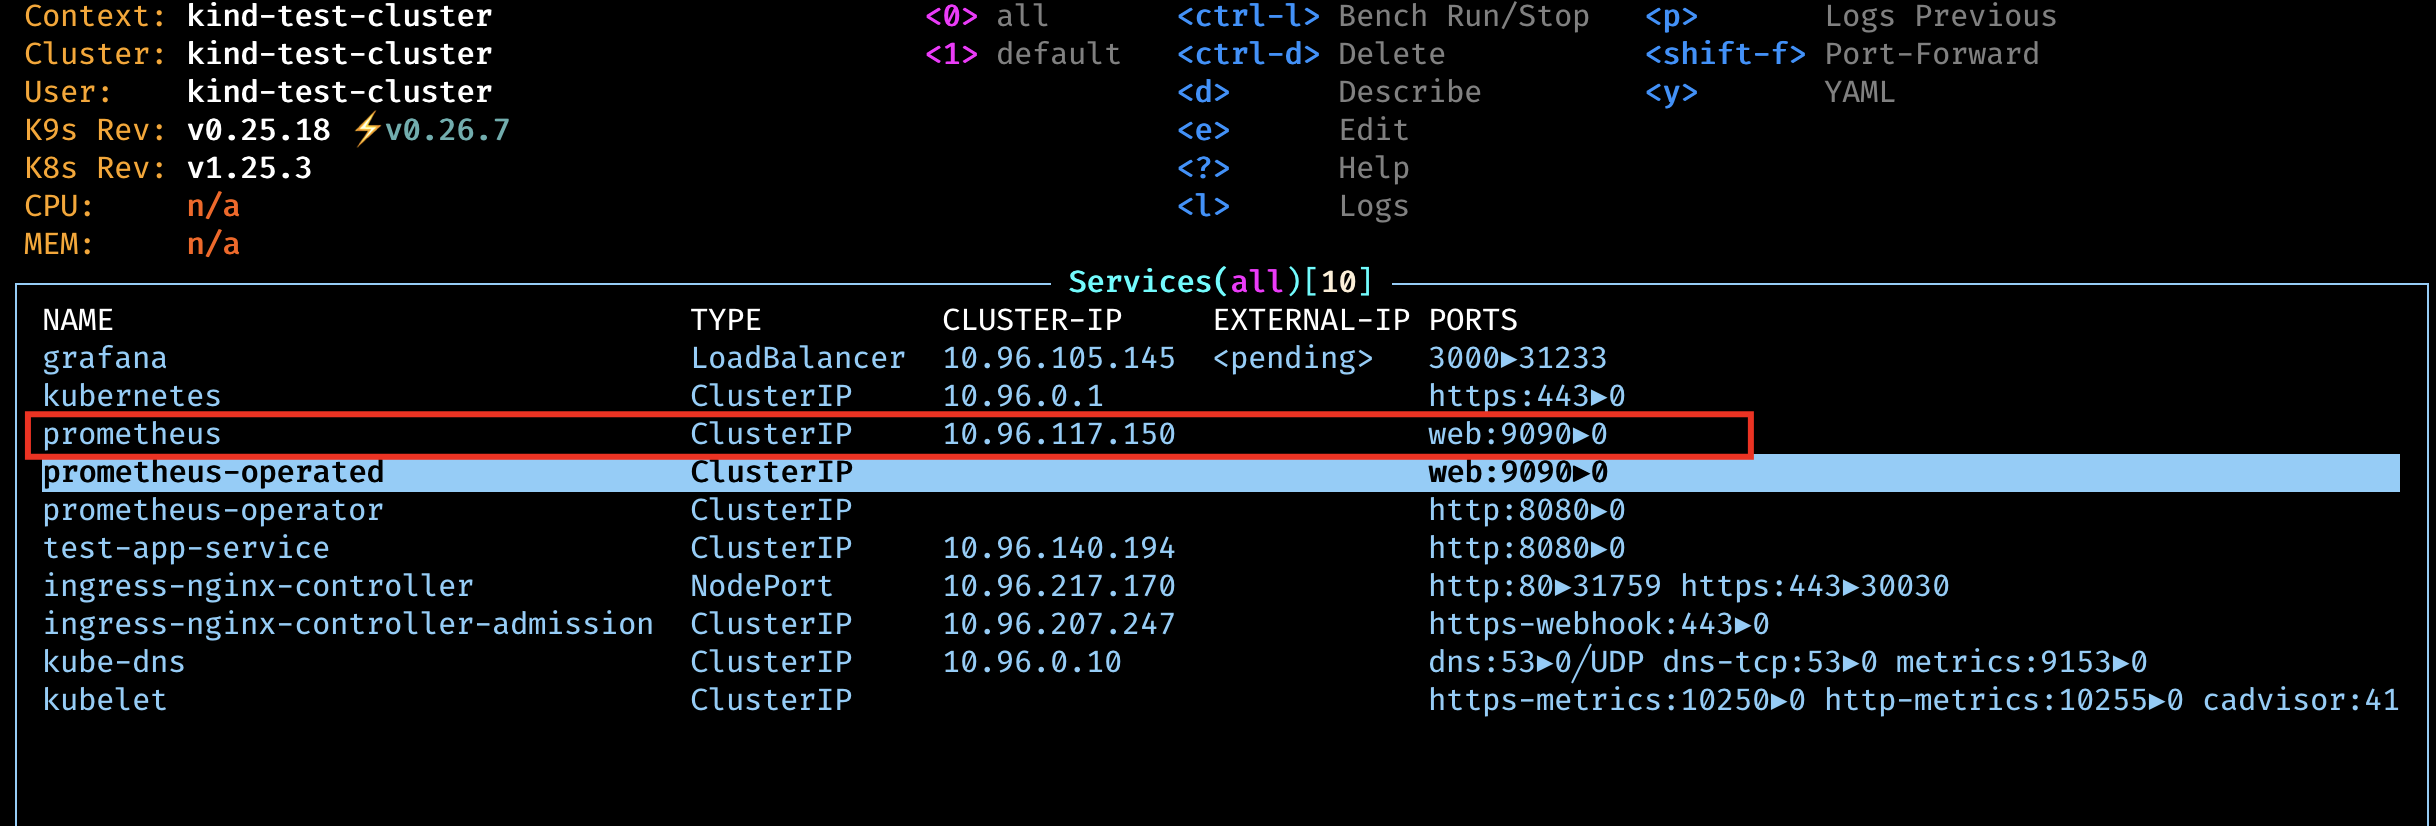 Context: kind-test-cluster <0> all <ctrl-l> Bench Run/Stop <p> Logs Previous
Cluster: kind-test-cluster <1> default <ctrl-d> Delete <shift-f> Port-Forward
User: kind-test-cluster <d> Describe <y> YAML
K9s Rev: v0.25.18 ⚡v0.26.7 <e> Edit
K8s Rev: v1.25.3 <?> Help
CPU: n/a <l> Logs
MEM: n/a
Services(all)[10]
NAME TYPE CLUSTER-IP EXTERNAL-IP PORTS
grafana LoadBalancer 10.96.105.145 <pending> 3000►31233
kubernetes ClusterIP 10.96.0.1 https:443►0
prometheus ClusterIP 10.96.117.150 web:9090►0
prometheus-operated ClusterIP web:9090►0
prometheus-operator ClusterIP http:8080►0
test-app-service ClusterIP 10.96.140.194 http:8080►0
ingress-nginx-controller NodePort 10.96.217.170 http:80►31759 https:443►30030
ingress-nginx-controller-admission ClusterIP 10.96.207.247 https-webhook:443►0
kube-dns ClusterIP 10.96.0.10 dns:53►0/UDP dns-tcp:53►0 metrics:9153►0
kubelet ClusterIP https-metrics:10250►0 http-metrics:10255►0 cadvisor:41